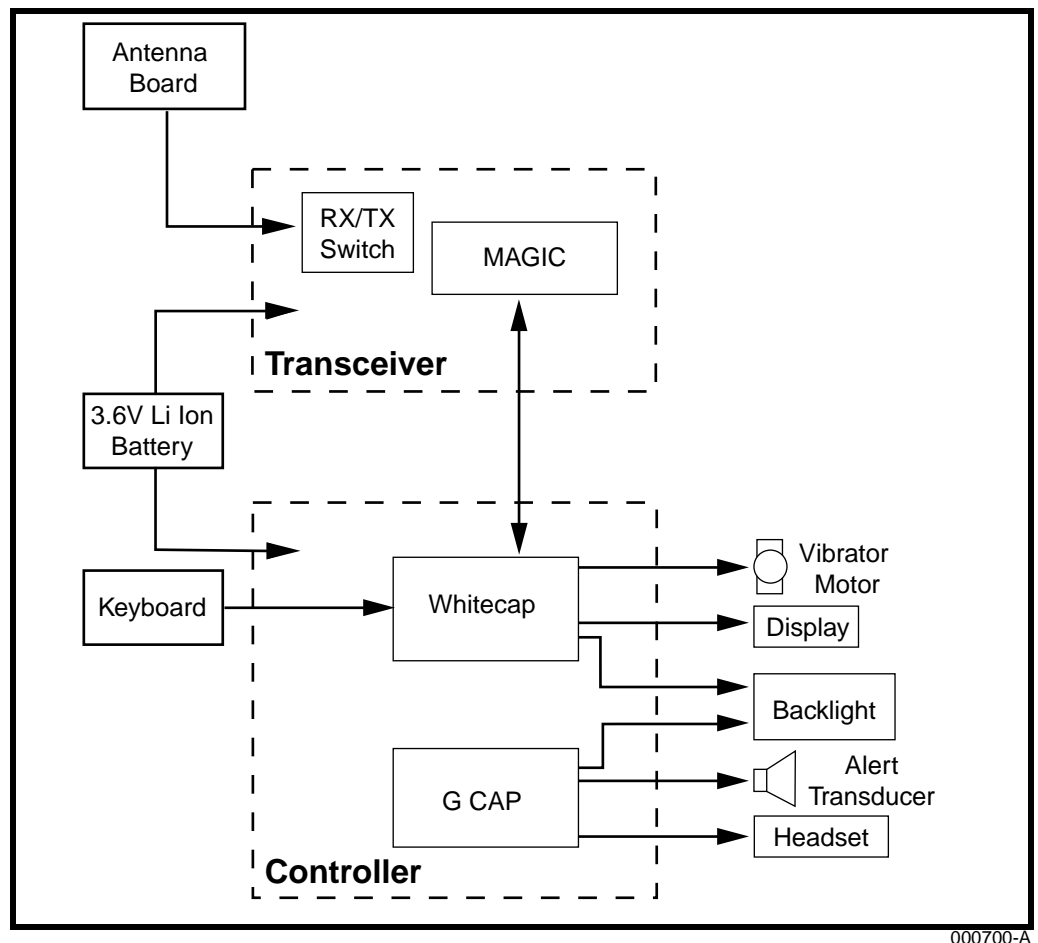 Antenna
Board
RX/TX
Switch
MAGIC
Transceiver
3.6V Li Ion
Battery
Keyboard
Whitecap
Vibrator
Motor
Display
Backlight
G CAP
Alert
Transducer
Headset
Controller
000700-A